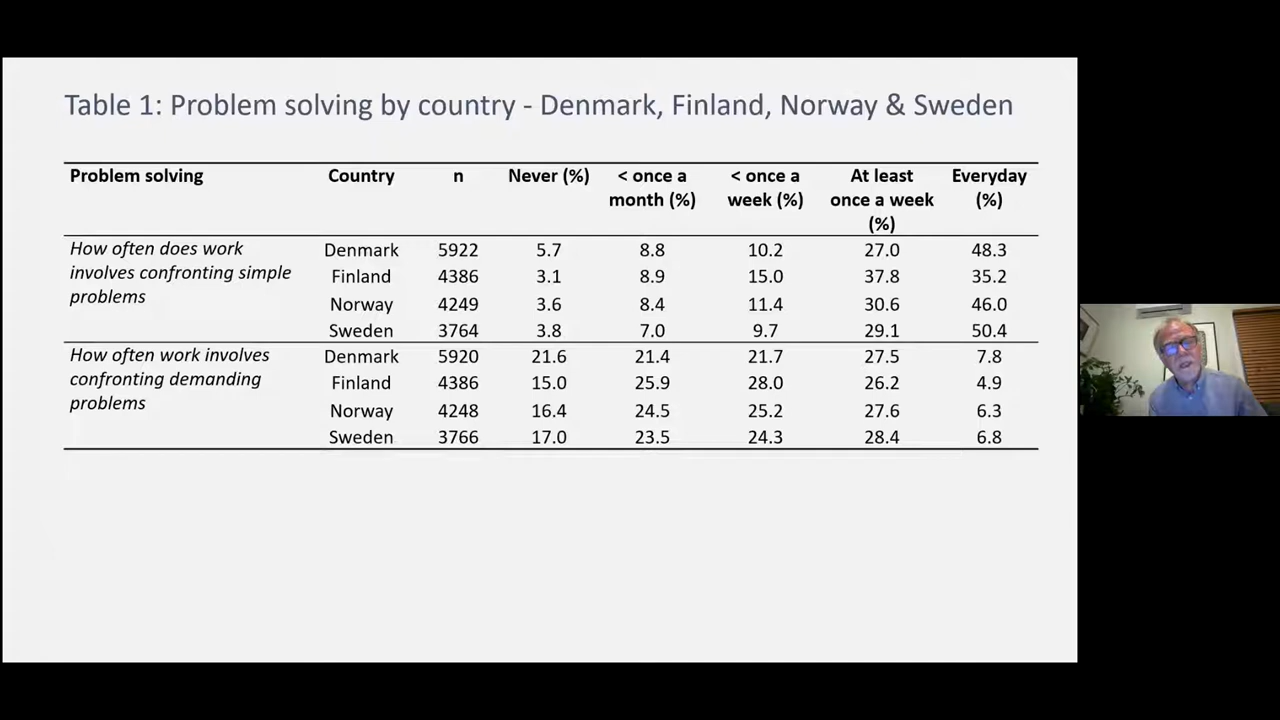 Table 1: Problem solving by country - Denmark, Finland, Norway & Sweden
Problem solving Country n Never (%) < once a month (%) < once a week (%) At least once a week (%) Everyday (%)
How often does work involves confronting simple problems
Denmark 5922 5.7 8.8 10.2 27.0 48.3
Finland 4386 3.1 8.9 15.0 37.8 35.2
Norway 4249 3.6 8.4 11.4 30.6 46.0
Sweden 3764 3.8 7.0 9.7 29.1 50.4
How often work involves confronting demanding problems
Denmark 5920 21.6 21.4 21.7 27.5 7.8
Finland 4386 15.0 25.9 28.0 26.2 4.9
Norway 4248 16.4 24.5 25.2 27.6 6.3
Sweden 3766 17.0 23.5 24.3 28.4 6.8